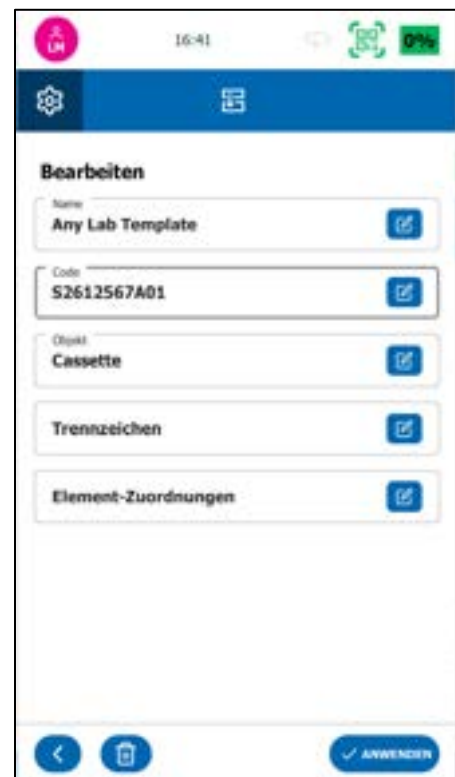 LM
16:41
0%
Bearbeiten
Name
Any Lab Template
Code
S2612567A01
Objekt
Cassette
Trennzeichen
Element-Zuordnungen
ANWENDEN